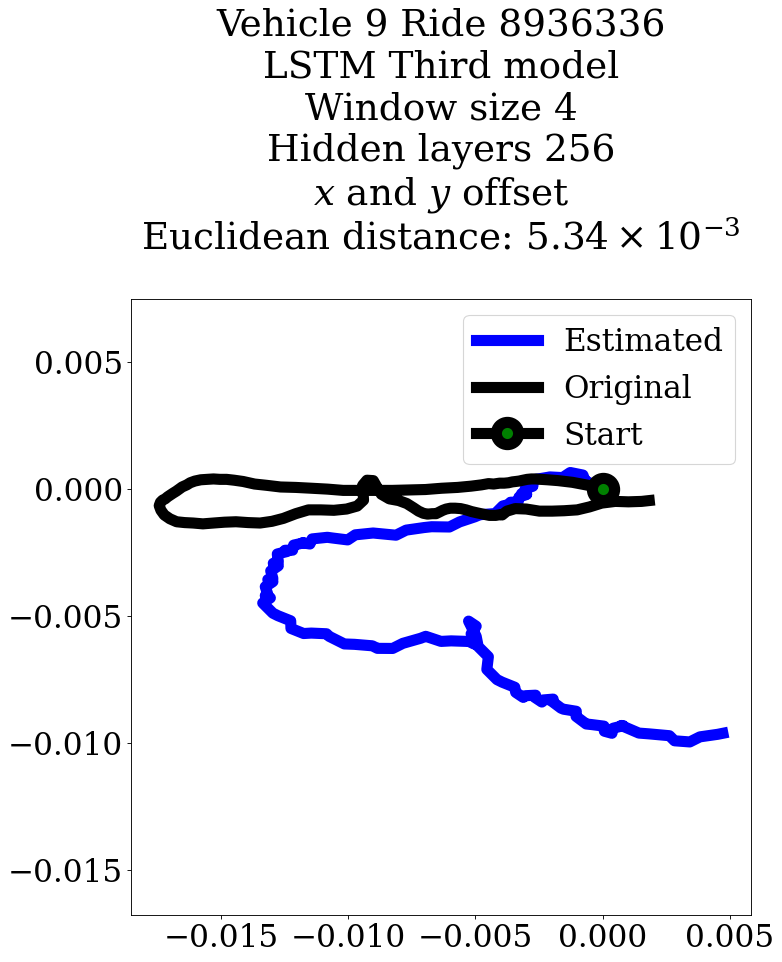 Vehicle 9 Ride 8936336
LSTM Third model
Window size 4
Hidden layers 256
x and y offset
Euclidean distance: 5.34 × 10⁻³
Estimated
Original
Start
0.005
0.000
−0.005
−0.010
−0.015
−0.015 −0.010 −0.005 0.000 0.005